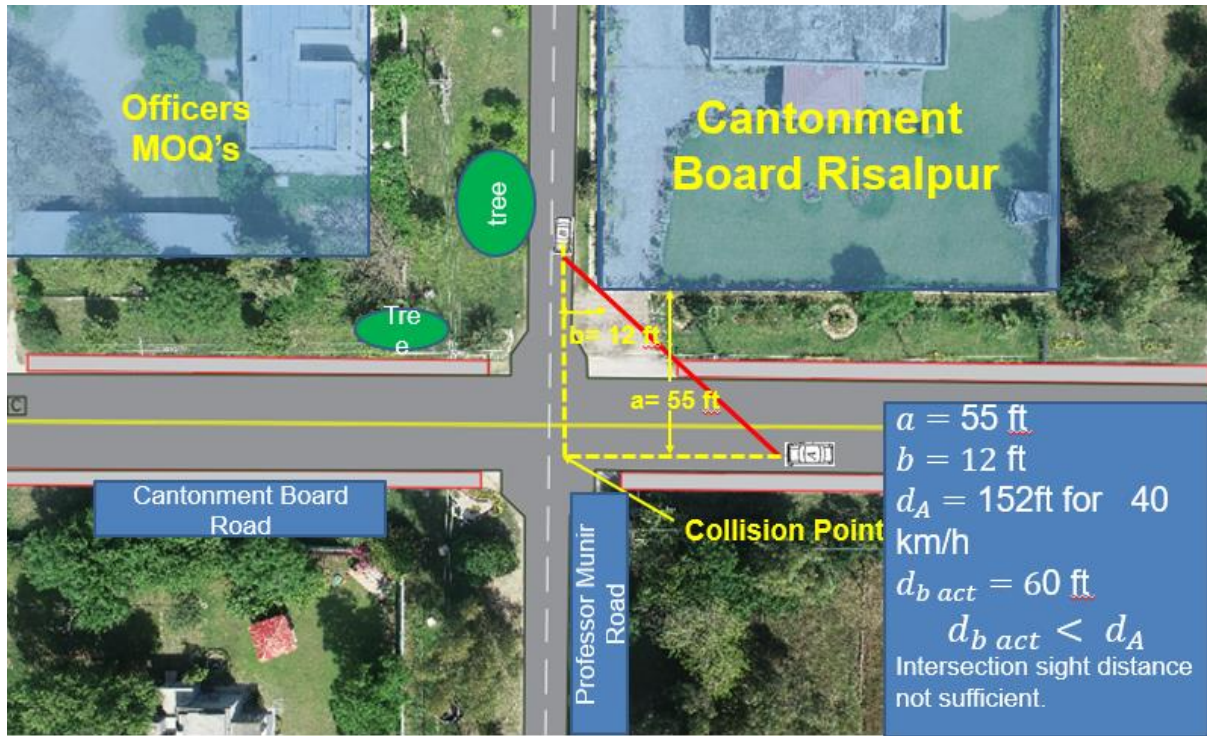 Officers
MOQ's
Cantonment
Board Risalpur
tree
Tre
e
b= 12 ft
a= 55 ft
C
A
Cantonment Board
Road
Professor Munir
Road
Collision Point
a = 55 ft
b = 12 ft
d_A = 152ft for 40
km/h
d_{b act} = 60 ft
d_{b act} < d_A
Intersection sight distance
not sufficient.